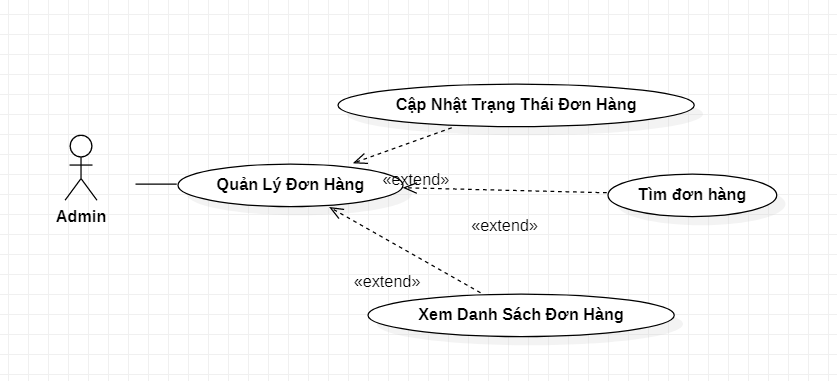 Cập Nhật Trạng Thái Đơn Hàng
Quản Lý Đơn Hàng
«extend»
Tìm đơn hàng
Admin
«extend»
«extend»
Xem Danh Sách Đơn Hàng